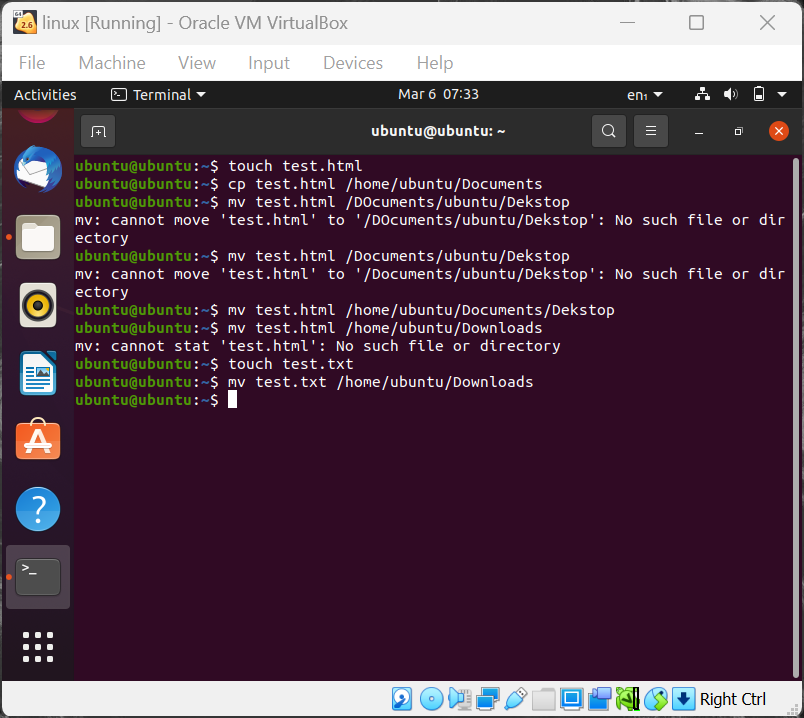 64
2.6
linux [Running] - Oracle VM VirtualBox
File Machine View Input Devices Help
Activities Terminal Mar 6 07:33 en₁
ubuntu@ubuntu: ~
ubuntu@ubuntu:~$ touch test.html
ubuntu@ubuntu:~$ cp test.html /home/ubuntu/Documents
ubuntu@ubuntu:~$ mv test.html /DOcuments/ubuntu/Dekstop
mv: cannot move 'test.html' to '/DOcuments/ubuntu/Dekstop': No such file or dir
ectory
ubuntu@ubuntu:~$ mv test.html /Documents/ubuntu/Dekstop
mv: cannot move 'test.html' to '/Documents/ubuntu/Dekstop': No such file or dir
ectory
ubuntu@ubuntu:~$ mv test.html /home/ubuntu/Documents/Dekstop
ubuntu@ubuntu:~$ mv test.html /home/ubuntu/Downloads
mv: cannot stat 'test.html': No such file or directory
ubuntu@ubuntu:~$ touch test.txt
ubuntu@ubuntu:~$ mv test.txt /home/ubuntu/Downloads
ubuntu@ubuntu:~$
Right Ctrl